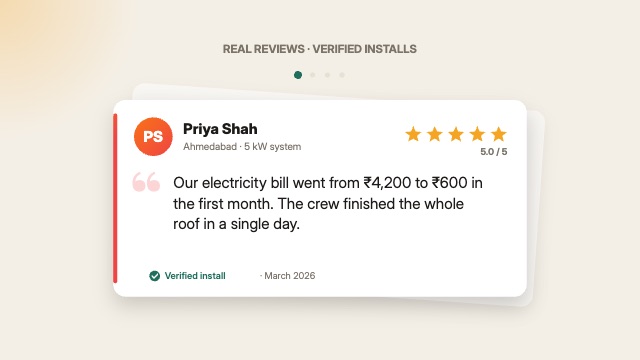 REAL REVIEWS · VERIFIED INSTALLS
PS
Priya Shah
Ahmedabad · 5 kW system
5.0 / 5
Our electricity bill went from ₹4,200 to ₹600 in
the first month. The crew finished the whole
roof in a single day.
Verified install · March 2026